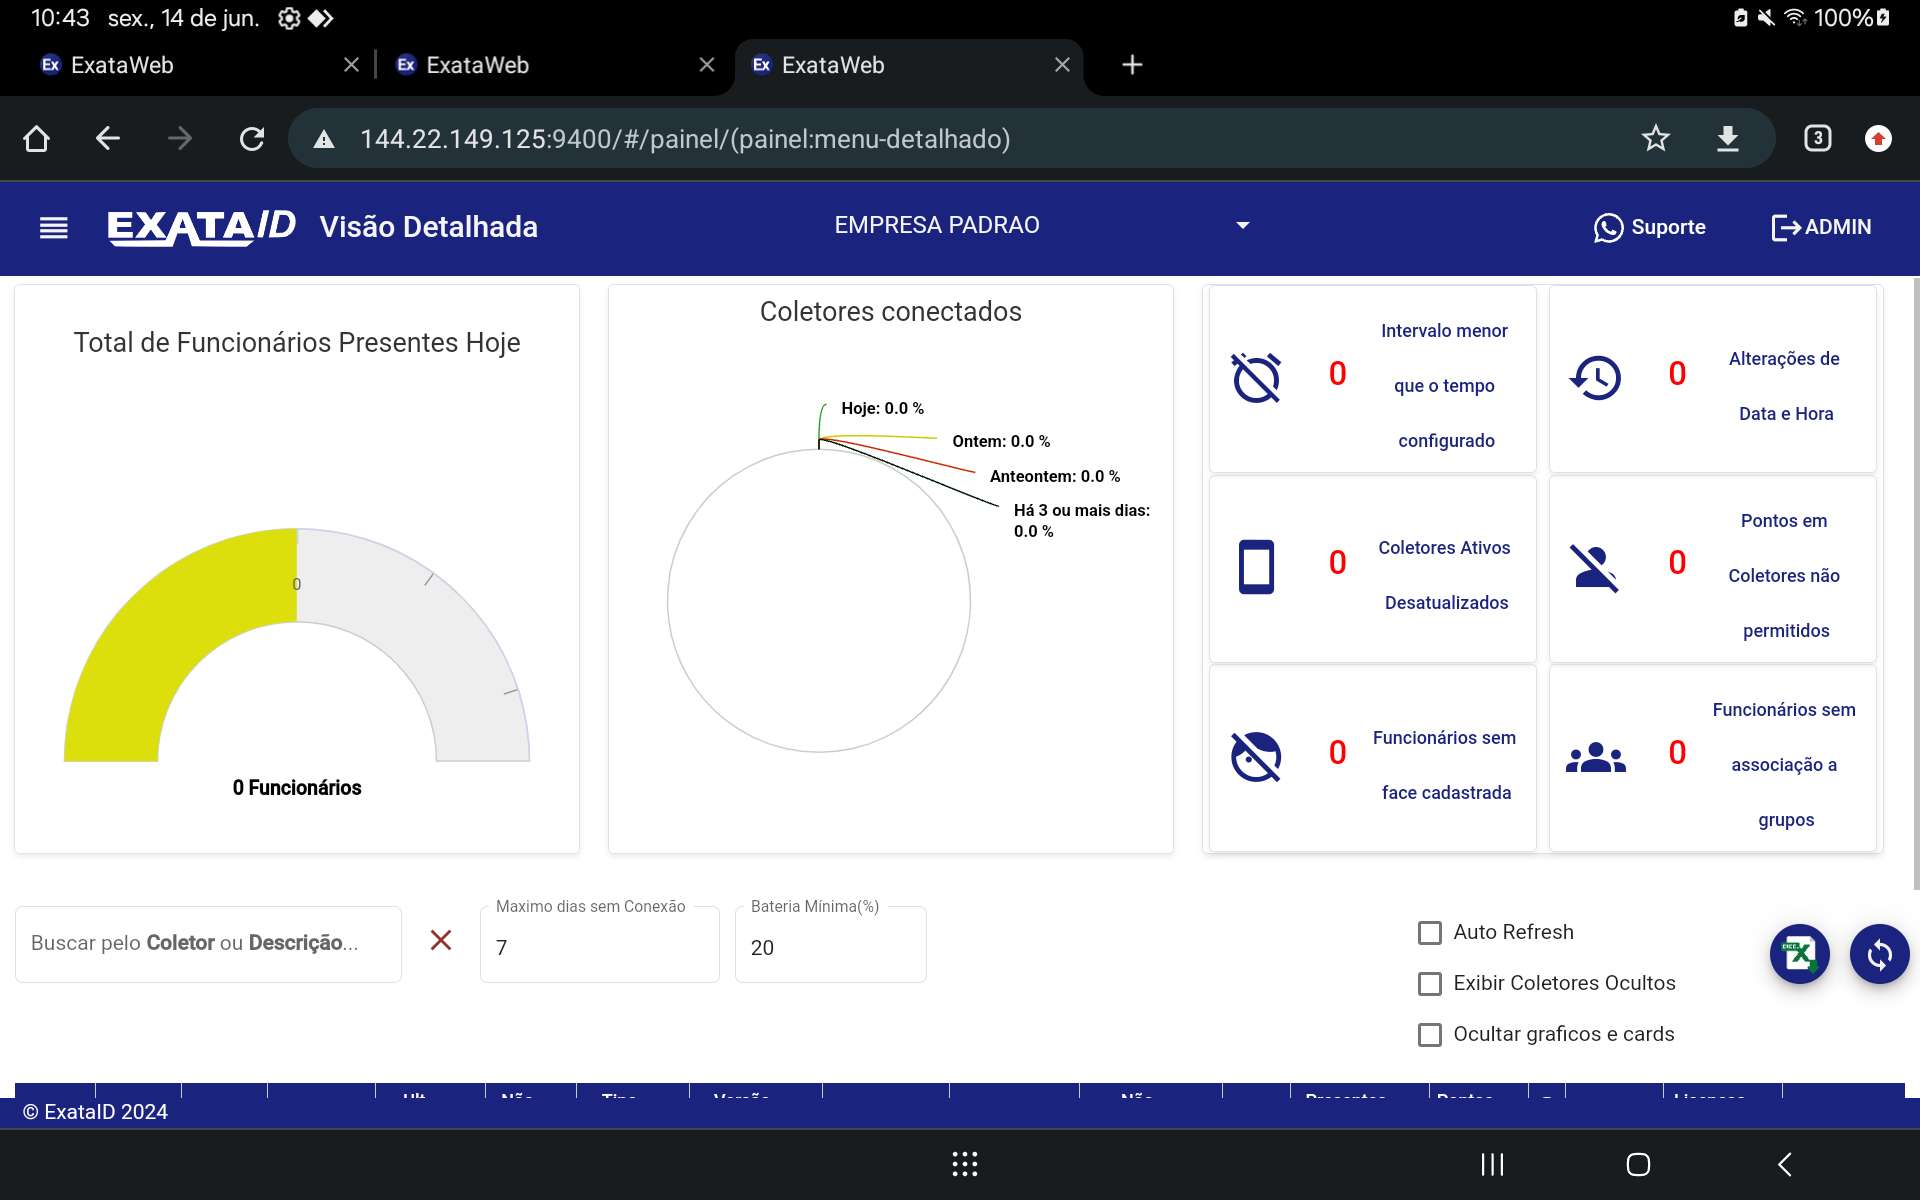 10:43 sex., 14 de jun. 100%
Ex ExataWeb
Ex ExataWeb
Ex ExataWeb
144.22.149.125:9400/#/painel/(painel:menu-detalhado)
3
EXATAID Visão Detalhada
EMPRESA PADRAO
Suporte
ADMIN
Total de Funcionários Presentes Hoje
0
0 Funcionários
Coletores conectados
Hoje: 0.0 %
Ontem: 0.0 %
Anteontem: 0.0 %
Há 3 ou mais dias:
0.0 %
0
Intervalo menor
que o tempo
configurado
0
Alterações de
Data e Hora
0
Coletores Ativos
Desatualizados
0
Pontos em
Coletores não
permitidos
0
Funcionários sem
face cadastrada
0
Funcionários sem
associação a
grupos
Buscar pelo Coletor ou Descrição...
Maximo dias sem Conexão
7
Bateria Mínima(%)
20
Auto Refresh
Exibir Coletores Ocultos
Ocultar graficos e cards
© ExataID 2024